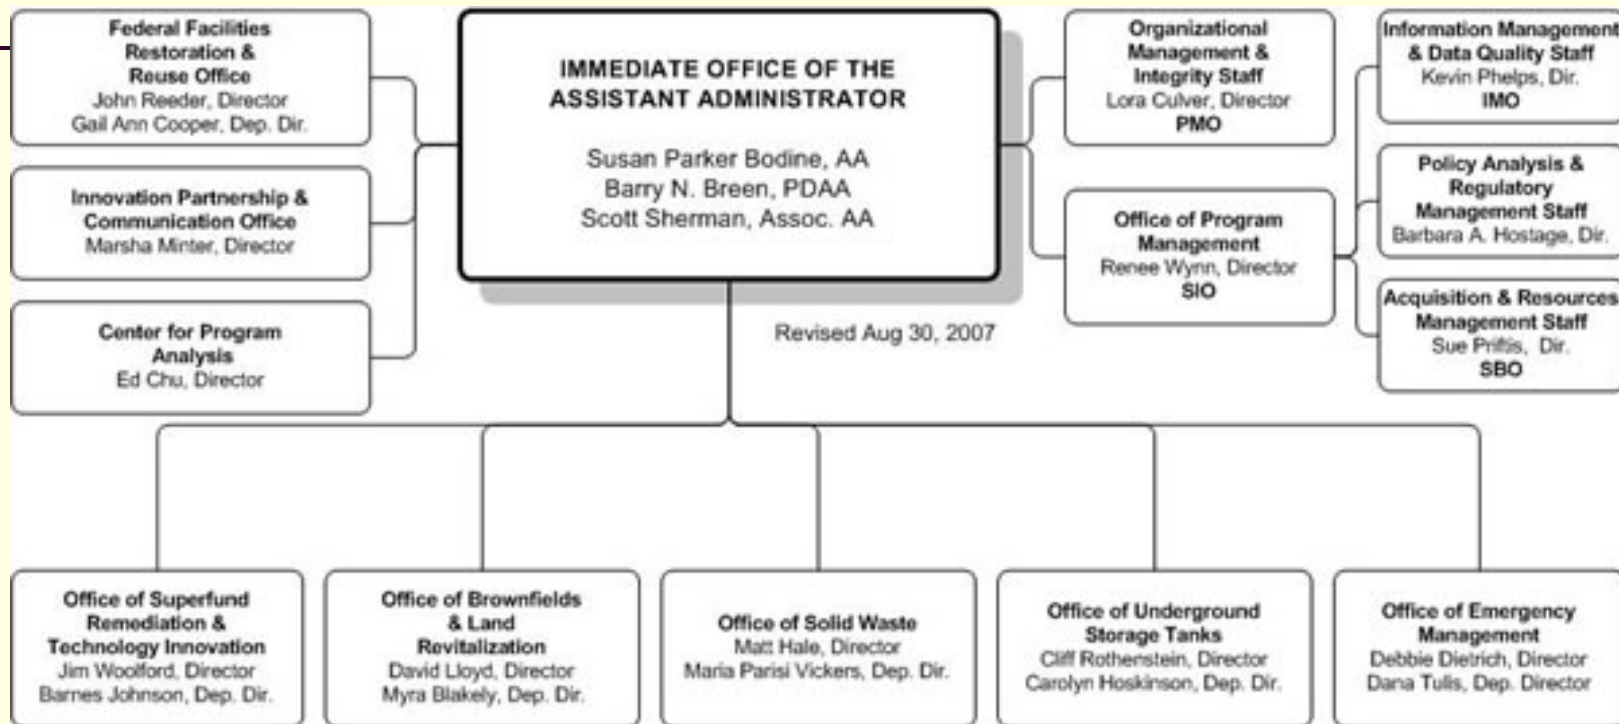 Federal Facilities
Restoration &
Reuse Office
John Reeder, Director
Gail Ann Cooper, Dep. Dir.
Innovation Partnership &
Communication Office
Marsha Minter, Director
Center for Program
Analysis
Ed Chu, Director
IMMEDIATE OFFICE OF THE
ASSISTANT ADMINISTRATOR
Susan Parker Bodine, AA
Barry N. Breen, PDAA
Scott Sherman, Assoc. AA
Revised Aug 30, 2007
Organizational
Management &
Integrity Staff
Lora Culver, Director
PMO
Office of Program
Management
Renee Wynn, Director
SIO
Information Management
& Data Quality Staff
Kevin Phelps, Dir.
IMO
Policy Analysis &
Regulatory
Management Staff
Barbara A. Hostage, Dir.
Acquisition & Resources
Management Staff
Sue Priftis, Dir.
SBO
Office of Superfund
Remediation &
Technology Innovation
Jim Woolford, Director
Barnes Johnson, Dep. Dir.
Office of Brownfields
& Land
Revitalization
David Lloyd, Director
Myra Blakely, Dep. Dir.
Office of Solid Waste
Matt Hale, Director
Maria Parisi Vickers, Dep. Dir.
Office of Underground
Storage Tanks
Cliff Rothenstein, Director
Carolyn Hoskinson, Dep. Dir.
Office of Emergency
Management
Debbie Dietrich, Director
Dana Tulis, Dep. Director